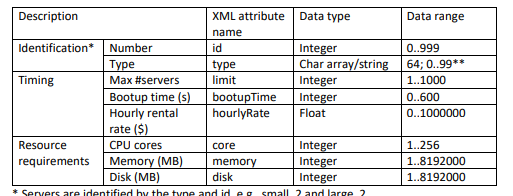 Description XML attribute name Data type Data range
Identification* Number id Integer 0..999
Type type Char array/string 64; 0..99**
Timing Max #servers limit Integer 1..1000
Bootup time (s) bootupTime Integer 0..600
Hourly rental rate ($) hourlyRate Float 0..1000000
Resource requirements CPU cores core Integer 1..256
Memory (MB) memory Integer 1..8192000
Disk (MB) disk Integer 1..8192000
* Servers are identified by the type and id, e.g., small 2 and large 2